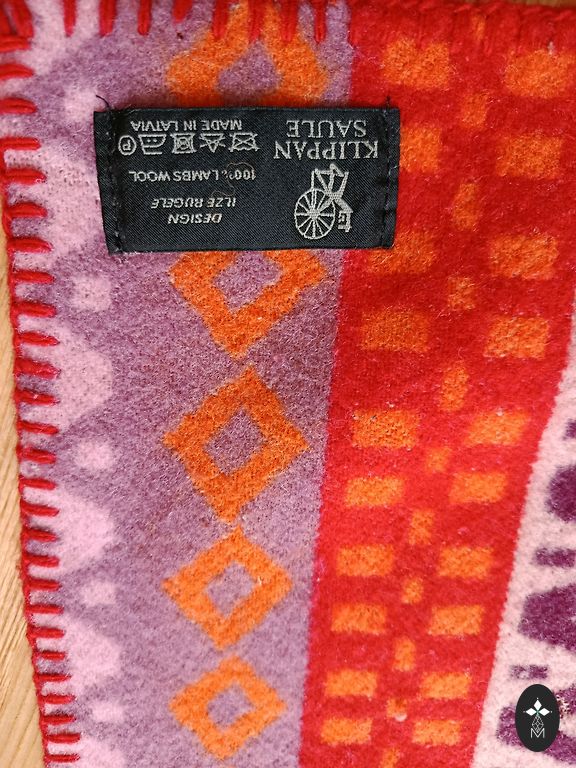 KLIPPAN
SAULE
DESIGN
ILZE RUGELE
100% LAMBS WOOL
MADE IN LATVIA
P
M